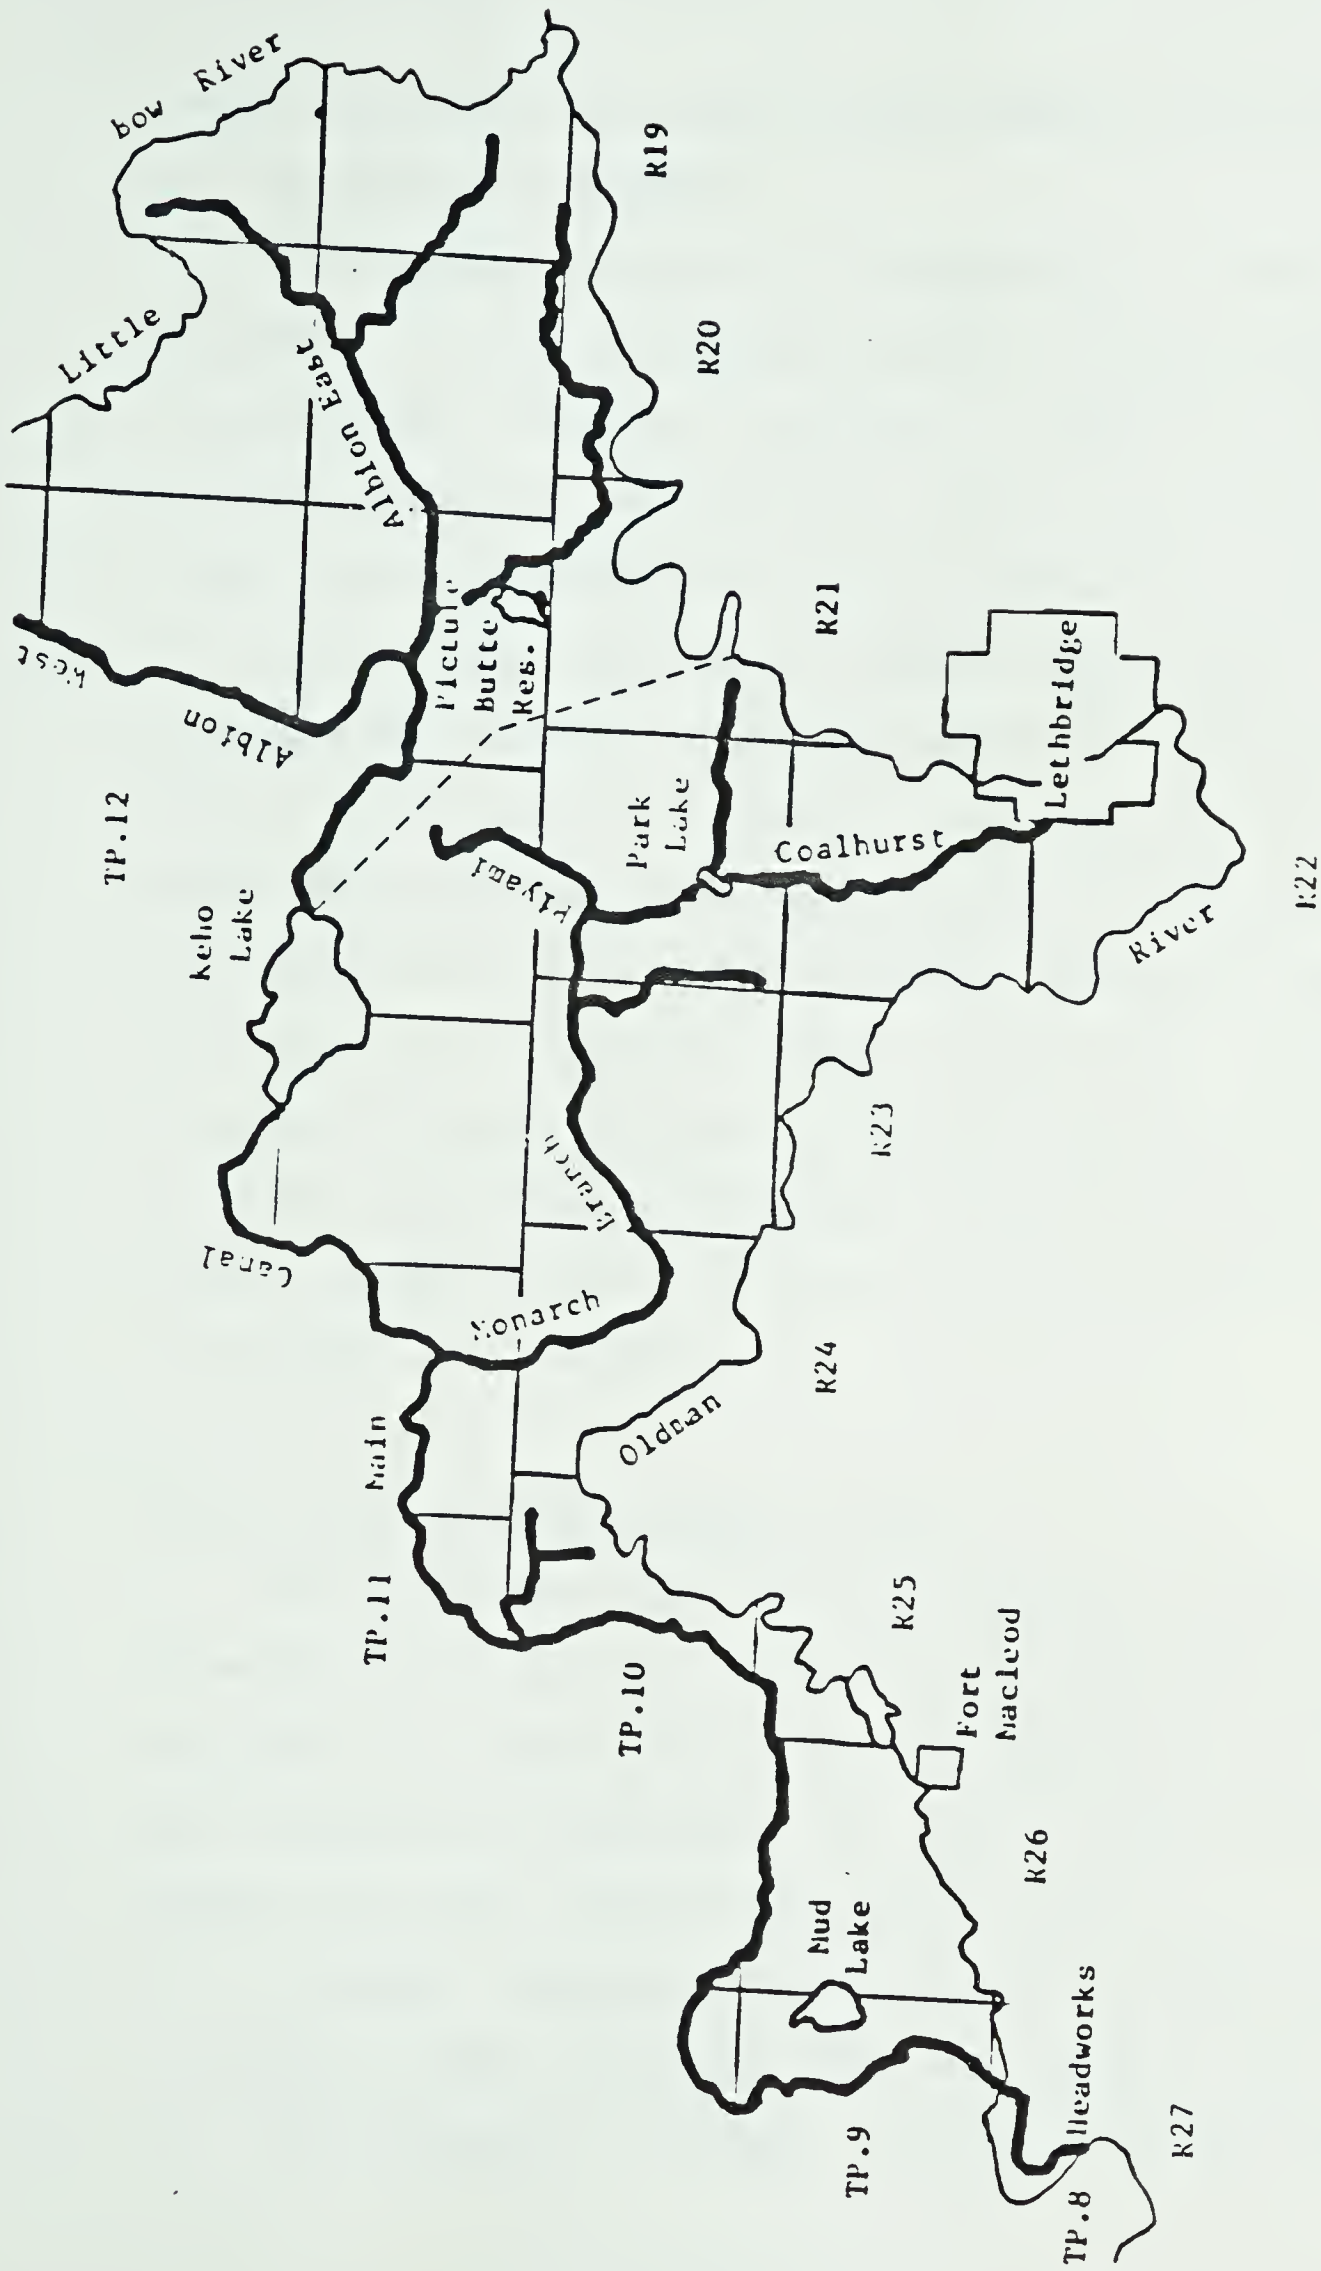 Little
Bow River
West
Albion
Albion East
TP.12
Keho
Lake
Picture
Butte
Res.
R19
R20
R21
Piyami
Park
Lake
Coalhurst
Lethbridge
River
R22
Canal
Branch
Monarch
R23
Main
Oldman
R24
TP.11
TP.10
R25
Fort
Macleod
R26
Mud
Lake
TP.9
Headworks
TP.8
R27